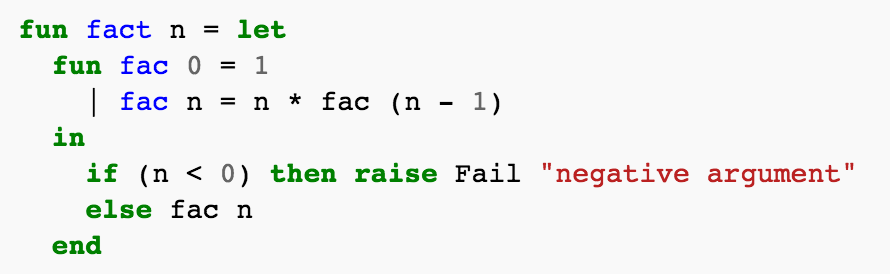 fun fact n = let
  fun fac 0 = 1
    | fac n = n * fac (n - 1)
  in
    if (n < 0) then raise Fail "negative argument"
    else fac n
  end